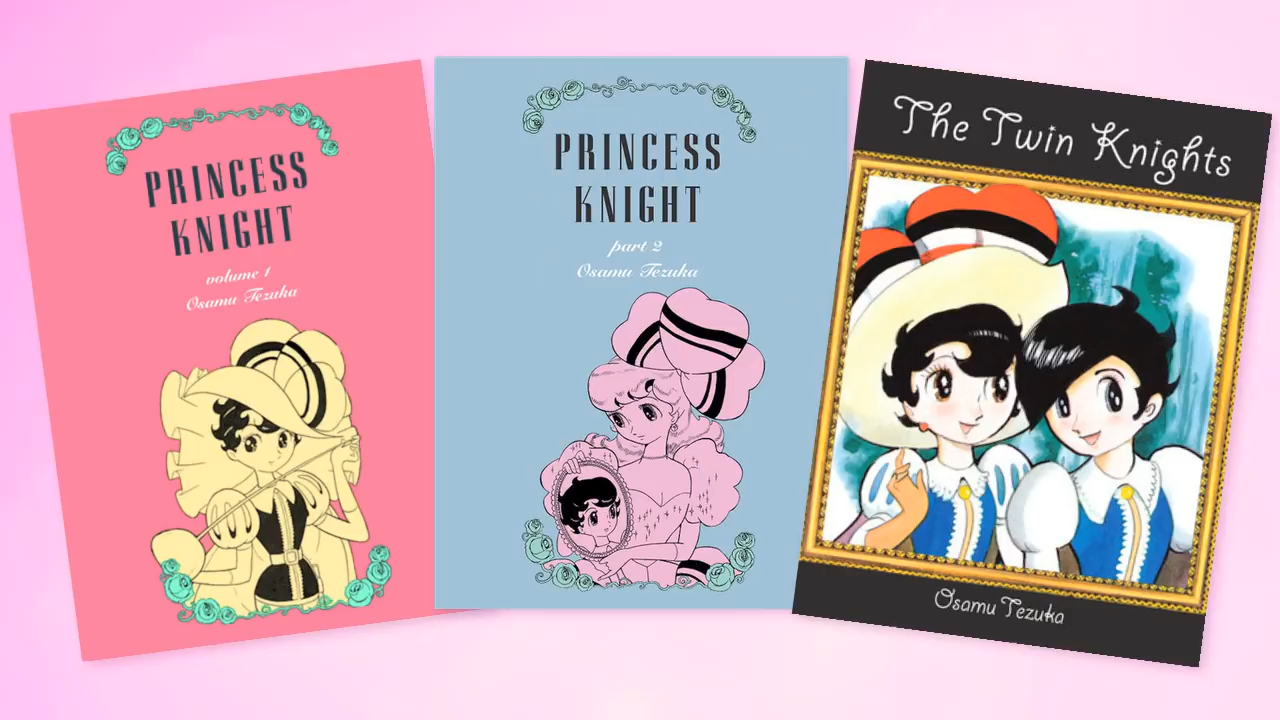 PRINCESS
KNIGHT
volume 1
Osamu Tezuka
PRINCESS
KNIGHT
part 2
Osamu Tezuka
The Twin Knights
Osamu Tezuka